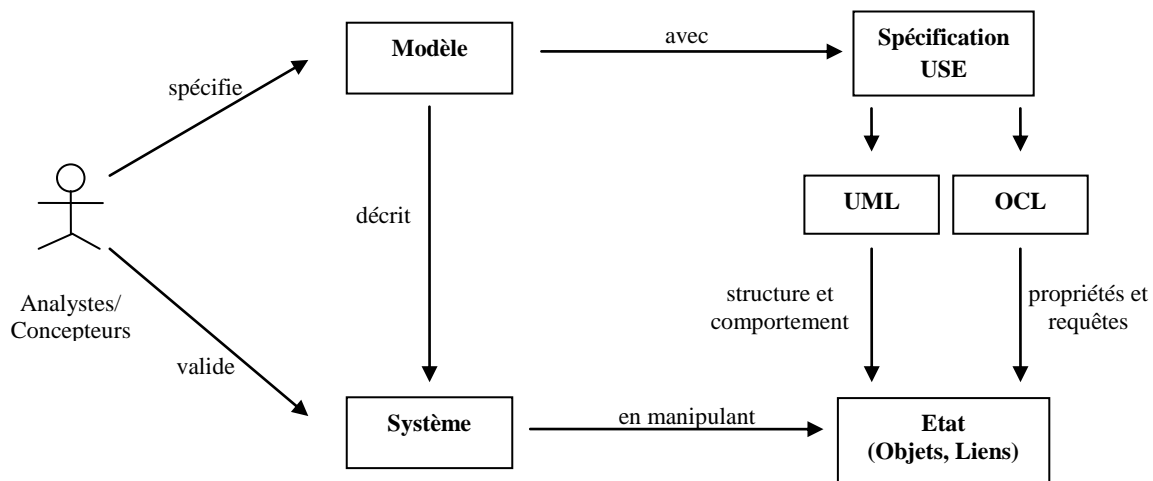 Modèle
avec
Spécification
USE
spécifie
UML
OCL
décrit
Analystes/
Concepteurs
structure et
comportement
propriétés et
requêtes
valide
Système
en manipulant
Etat
(Objets, Liens)